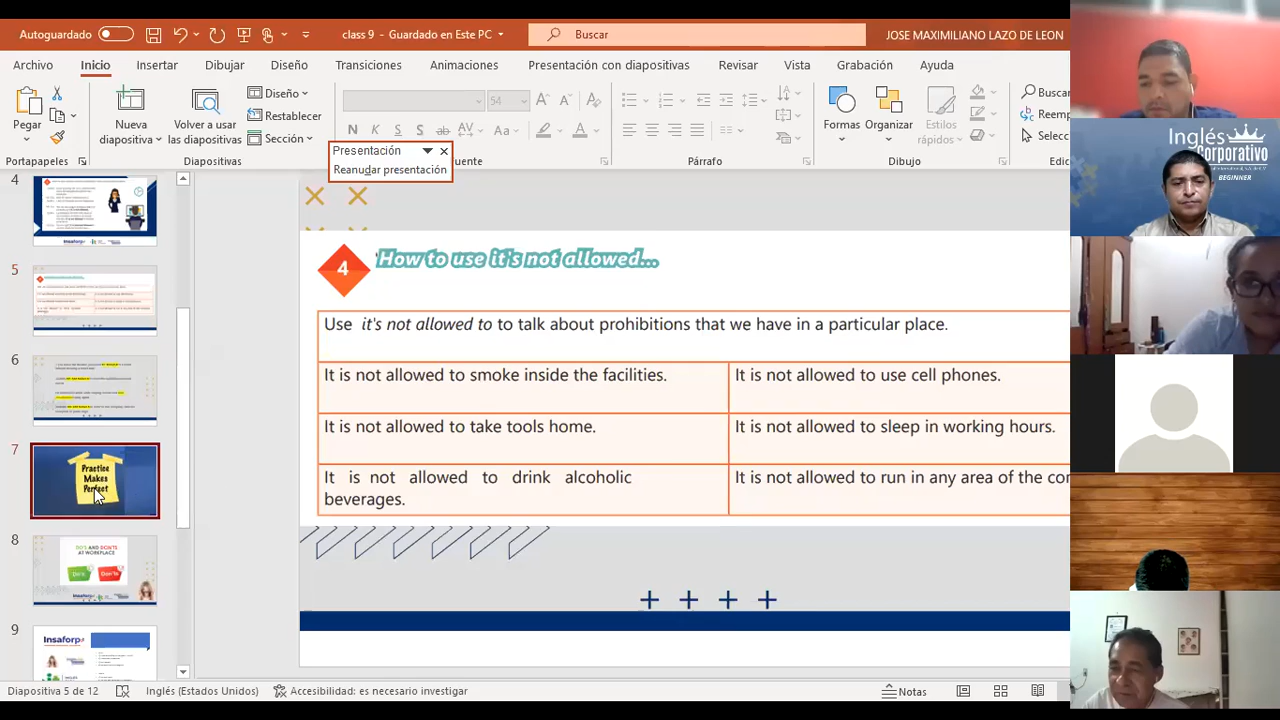 Autoguardado
class 9 - Guardado en Este PC
Buscar
JOSE MAXIMILIANO LAZO DE LEON
Archivo Inicio Insertar Dibujar Diseño Transiciones Animaciones Presentación con diapositivas Revisar Vista Grabación Ayuda
Pegar
Nueva diapositiva
Volver a usar las diapositivas
Diseño
Restablecer
Sección
54
Formas
Organizar
Estilos rápidos
Buscar
Portapapeles
Diapositivas
Párrafo
Dibujo
Presentación
Reanudar presentación
Inglés
Corporativo
BEGINNER
4
5
6
7
Practice
Makes
Perfect
8
DO'S AND DON'TS
AT WORKPLACE
Do's
Don'ts
9
Insaforp
4
How to use it's not allowed...
Use it's not allowed to to talk about prohibitions that we have in a particular place.
It is not allowed to smoke inside the facilities.
It is not allowed to use cell phones.
It is not allowed to take tools home.
It is not allowed to sleep in working hours.
It is not allowed to drink alcoholic
beverages.
It is not allowed to run in any area of the
Diapositiva 5 de 12
Inglés (Estados Unidos)
Accesibilidad: es necesario investigar
Notas